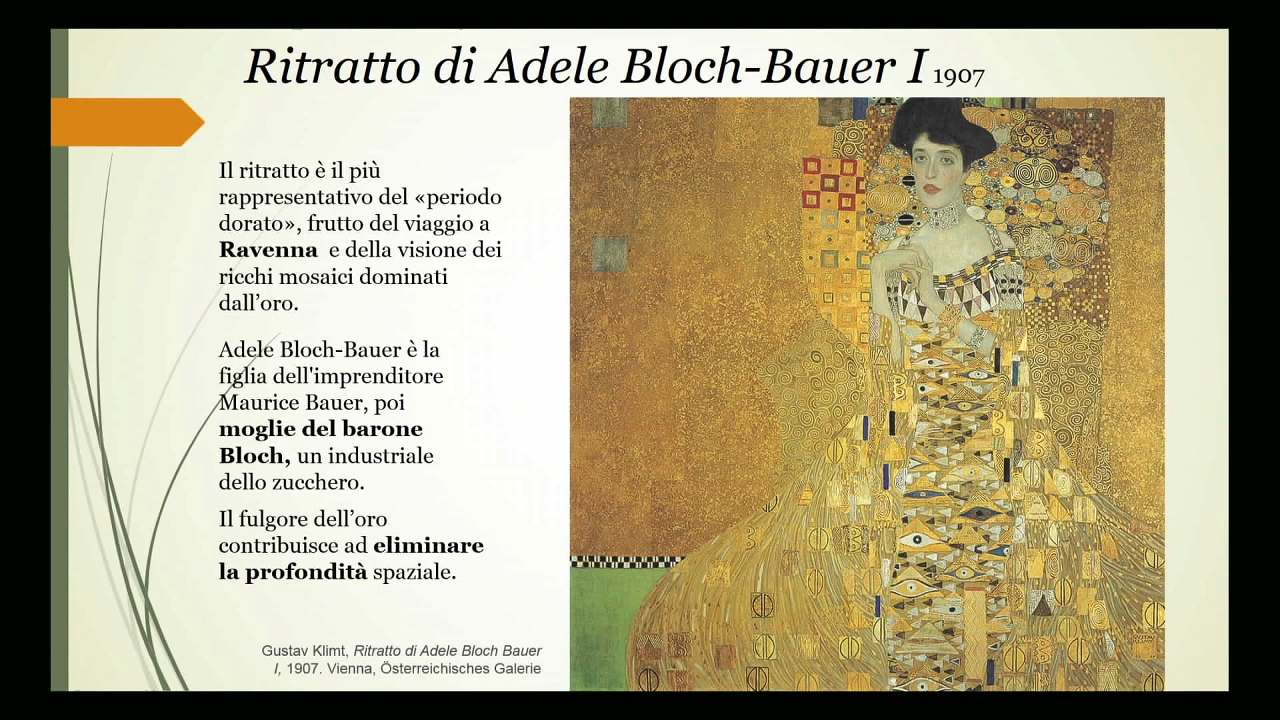 Ritratto di Adele Bloch-Bauer I 1907
Il ritratto è il più
rappresentativo del «periodo
dorato», frutto del viaggio a
Ravenna e della visione dei
ricchi mosaici dominati
dall’oro.
Adele Bloch-Bauer è la
figlia dell'imprenditore
Maurice Bauer, poi
moglie del barone
Bloch, un industriale
dello zucchero.
Il fulgore dell’oro
contribuisce ad eliminare
la profondità spaziale.
Gustav Klimt, Ritratto di Adele Bloch Bauer
I, 1907. Vienna, Österreichisches Galerie